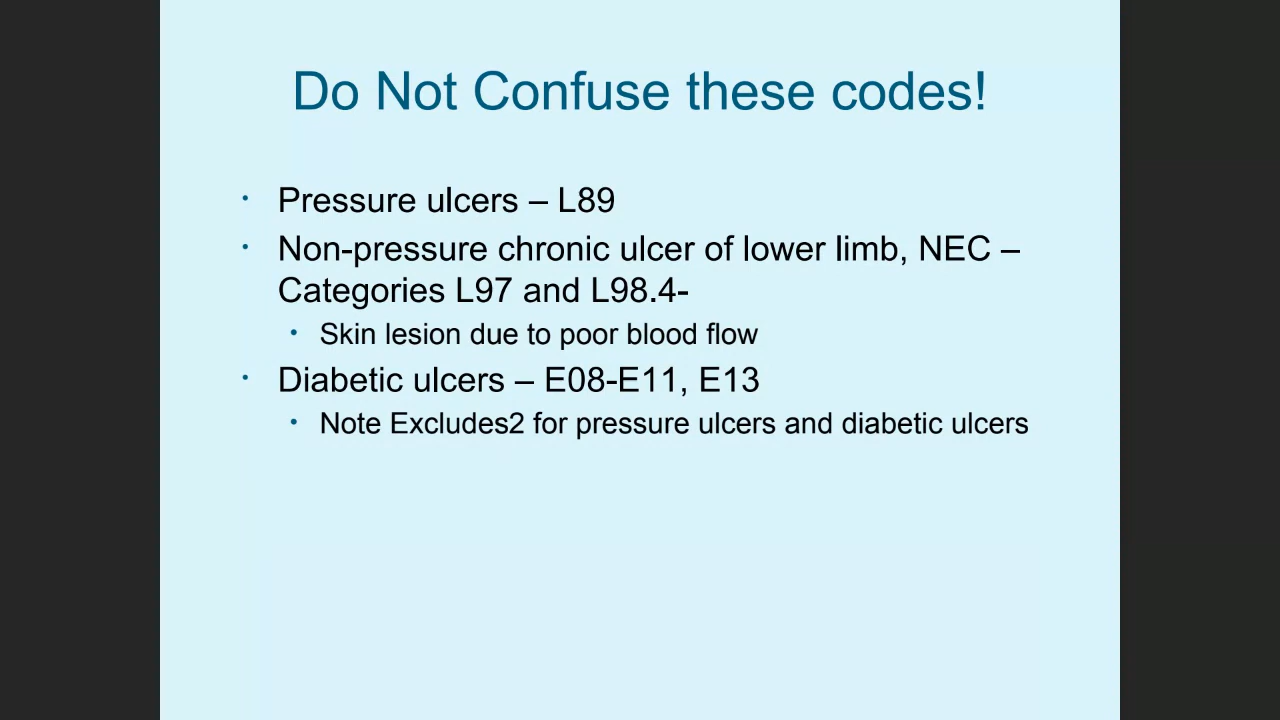 Do Not Confuse these codes!
• Pressure ulcers – L89
• Non-pressure chronic ulcer of lower limb, NEC –
Categories L97 and L98.4-
• Skin lesion due to poor blood flow
• Diabetic ulcers – E08-E11, E13
• Note Excludes2 for pressure ulcers and diabetic ulcers